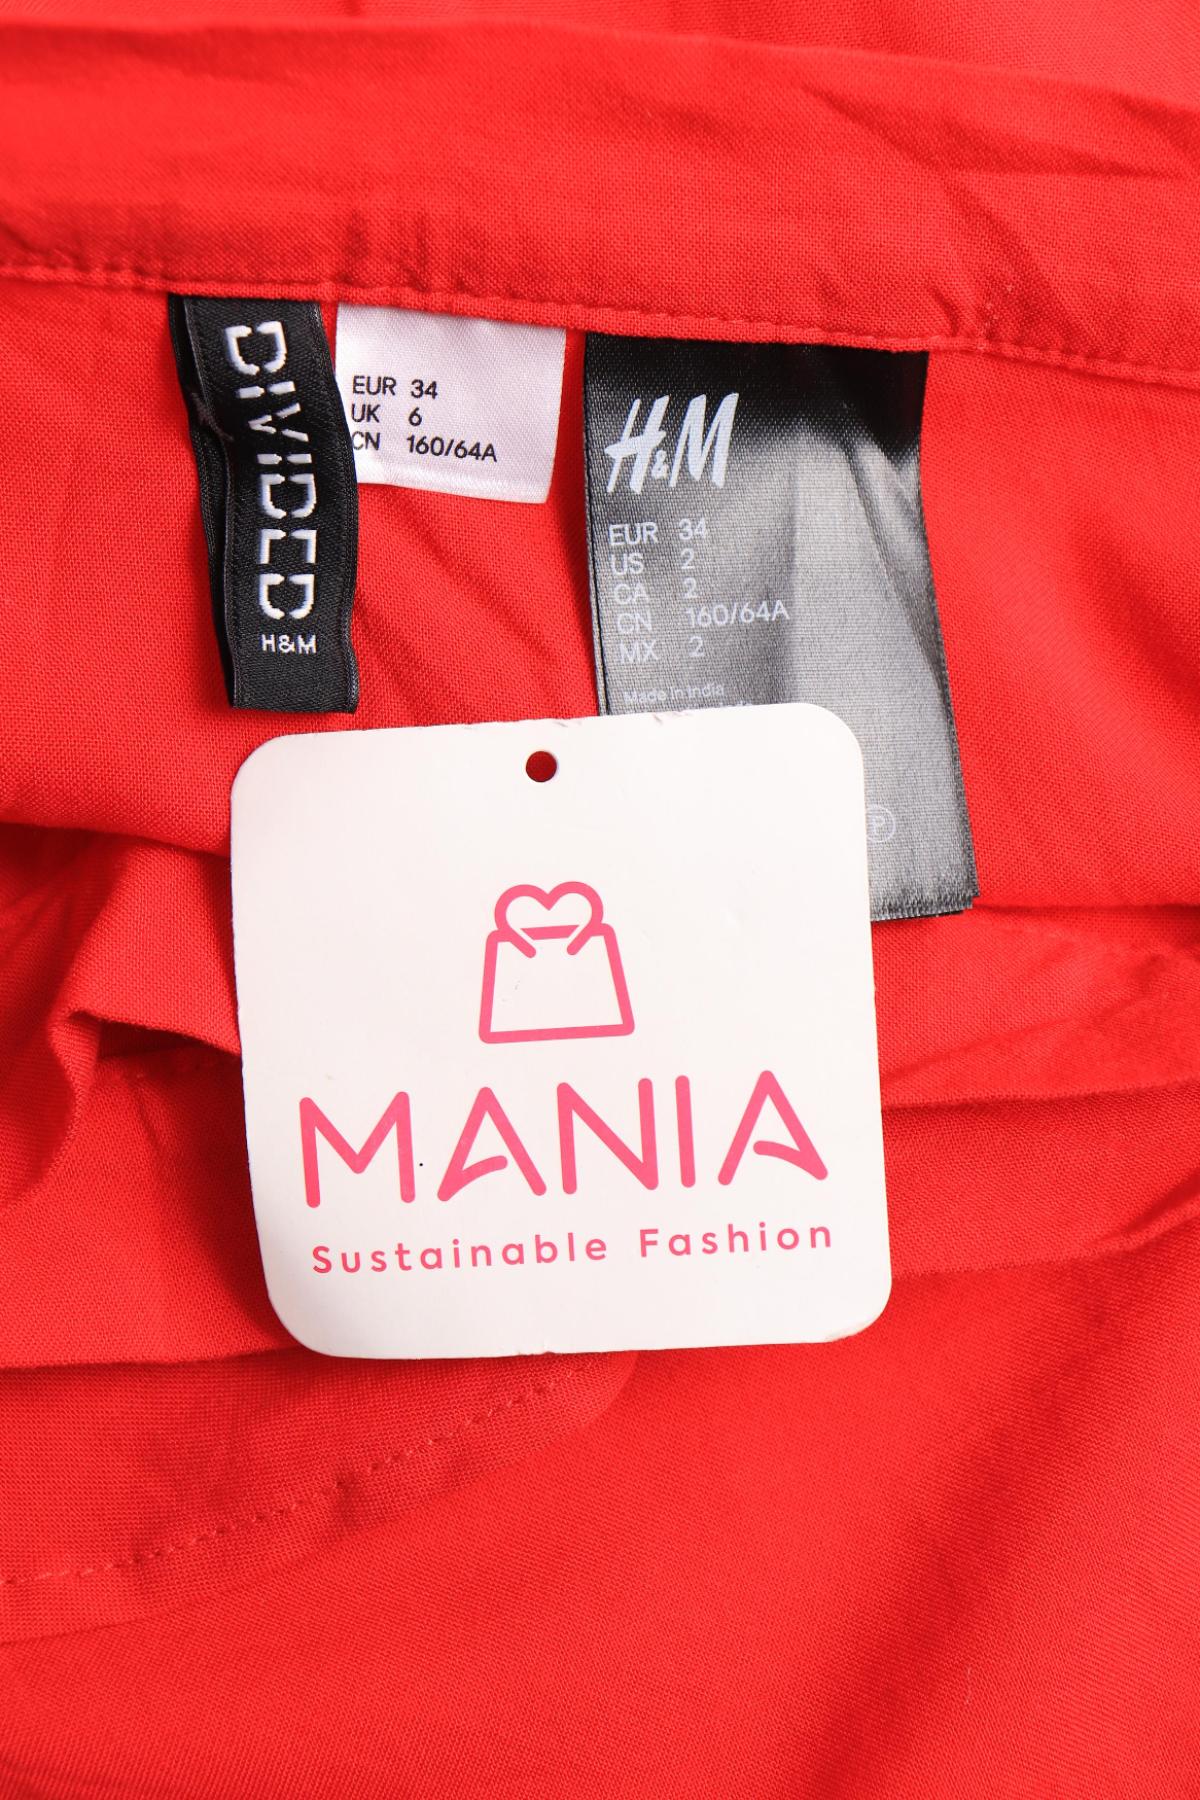 DIVIDED
H&M
EUR 34
UK 6
CN 160/64A
H&M
EUR 34
US 2
CA 2
CN 160/64A
MX 2
Made in India
P
MANIA
Sustainable Fashion